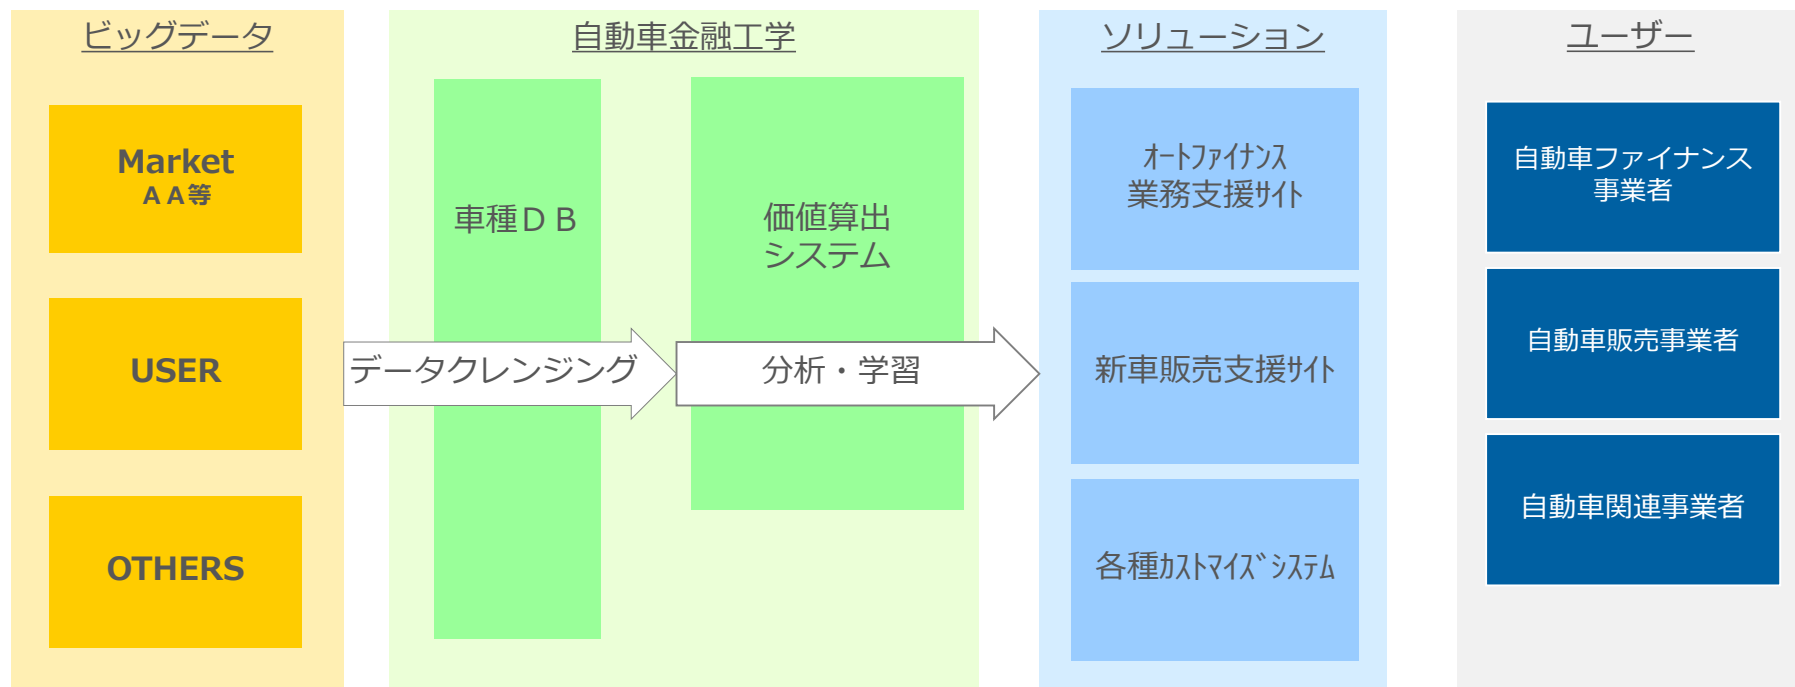 ビッグデータ
Market
ＡＡ等
USER
OTHERS
自動車金融工学
車種ＤＢ
価値算出
システム
データクレンジング
分析・学習
ソリューション
ｵｰﾄﾌｧｲﾅﾝｽ
業務支援ｻｲﾄ
新車販売支援ｻｲﾄ
各種ｶｽﾄﾏｲｽﾞｼｽﾃﾑ
ユーザー
自動車ファイナンス
事業者
自動車販売事業者
自動車関連事業者